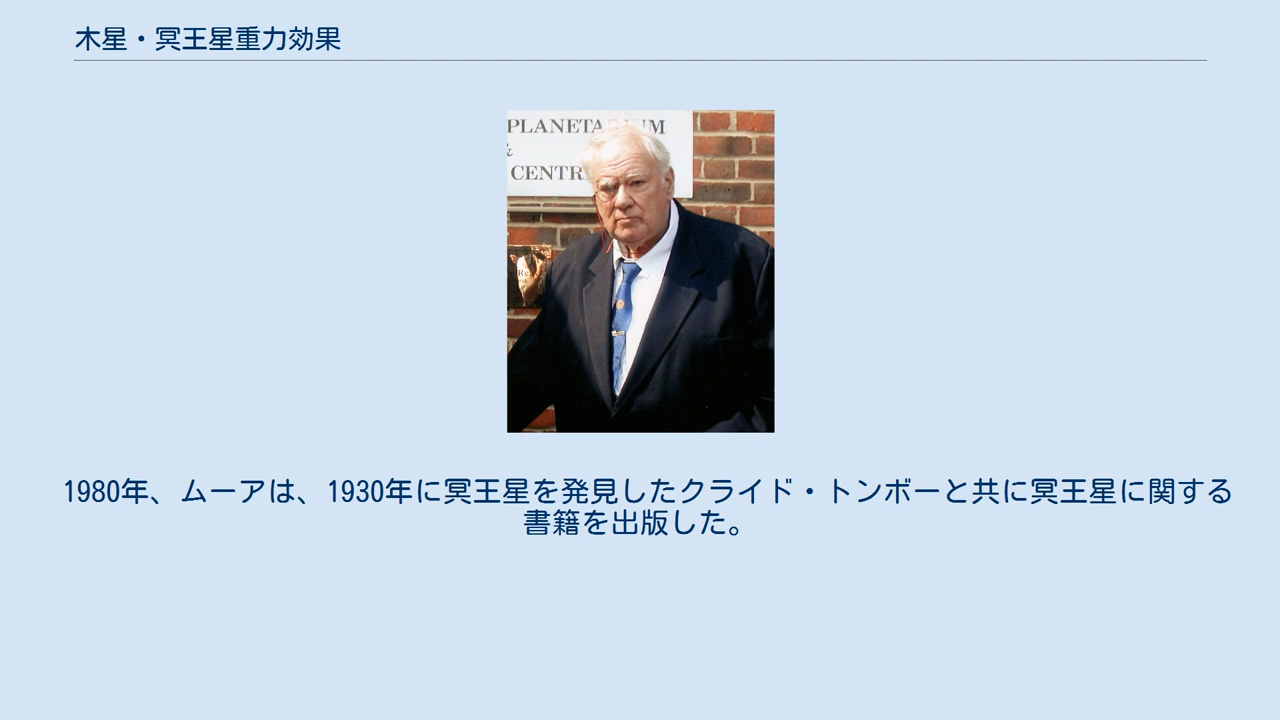 木星・冥王星重力効果
PLANETARIUM
&
CENTR
1980年、ムーアは、1930年に冥王星を発見したクライド・トンボーと共に冥王星に関する
書籍を出版した。